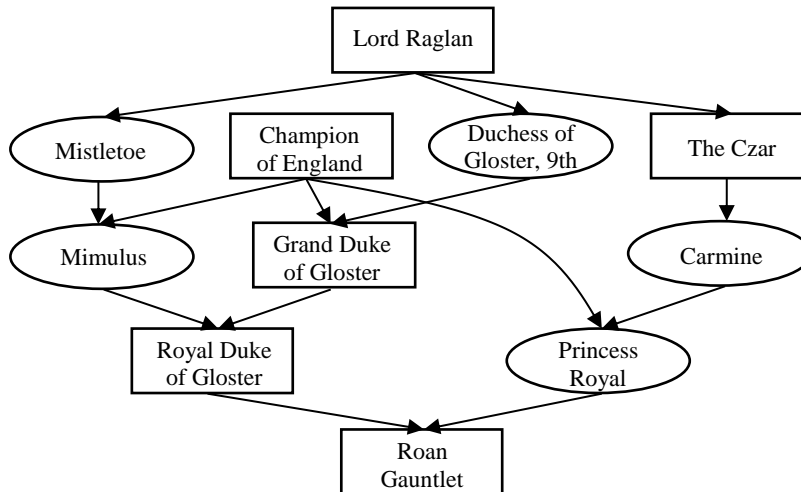 Lord Raglan
Mistletoe
Champion
of England
Duchess of
Gloster, 9th
The Czar
Mimulus
Grand Duke
of Gloster
Carmine
Royal Duke
of Gloster
Princess
Royal
Roan
Gauntlet